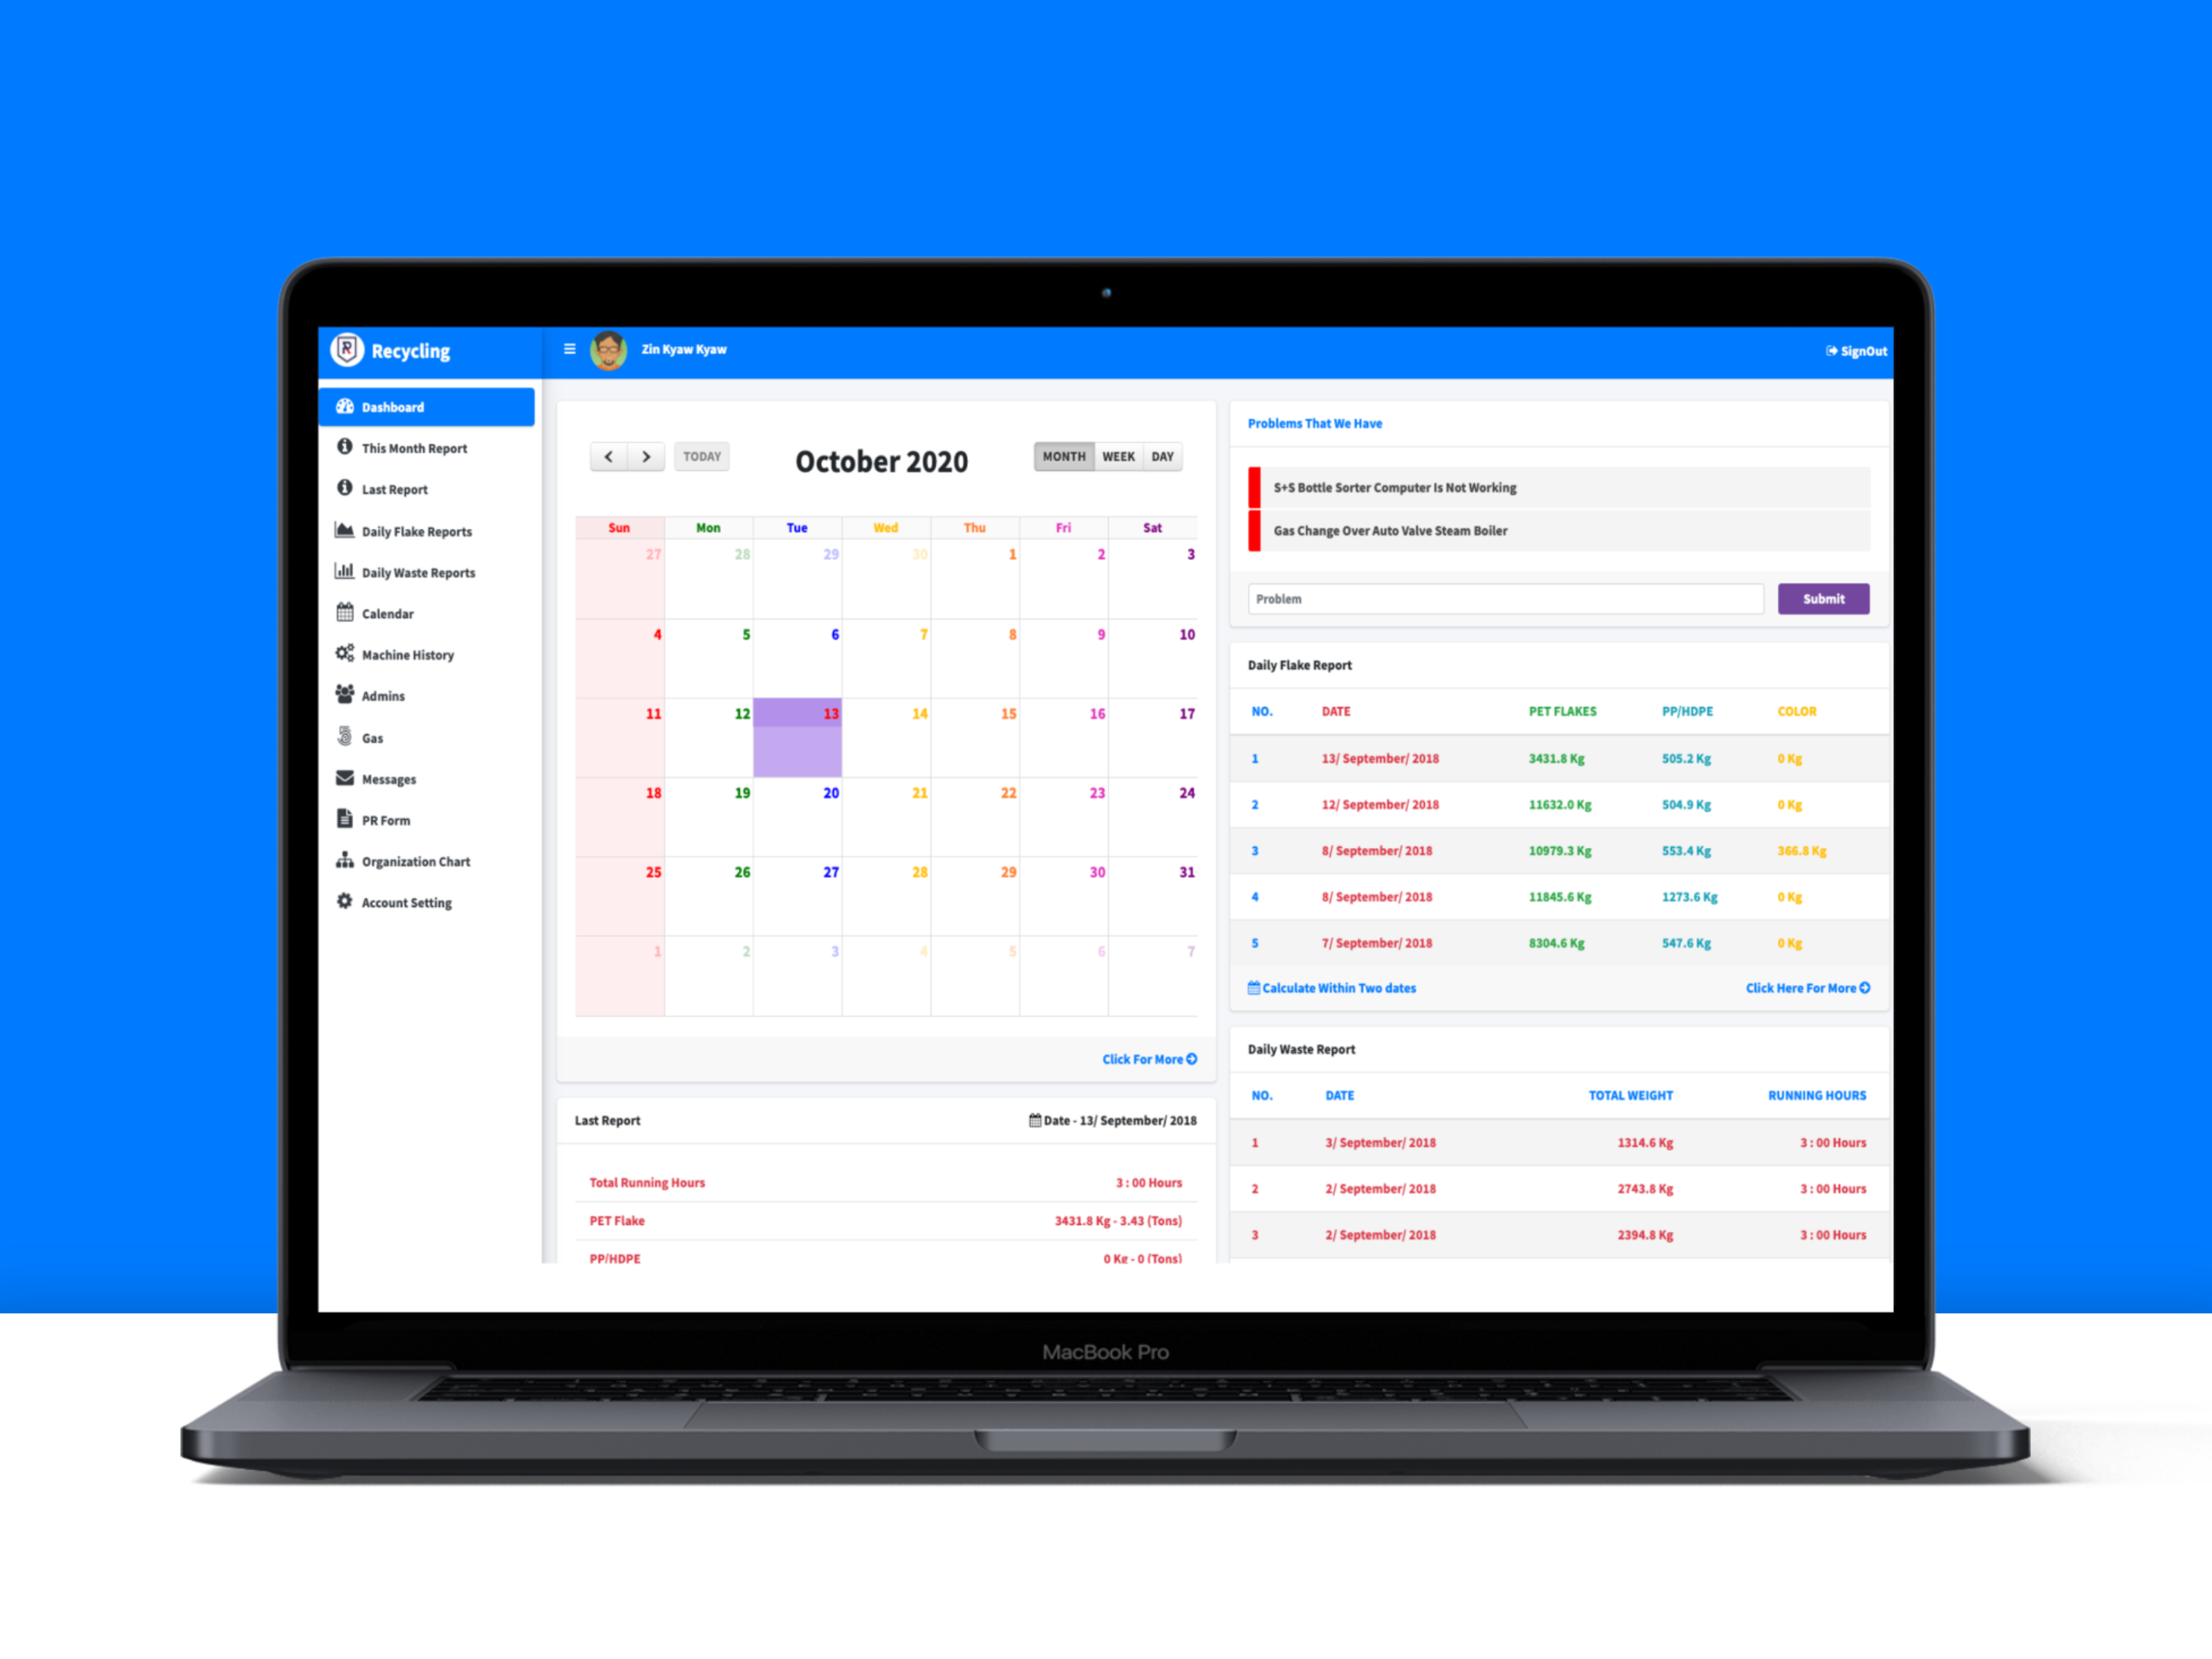 Recycling
Zin Kyaw Kyaw
SignOut
Dashboard
This Month Report
Last Report
Daily Flake Reports
Daily Waste Reports
Calendar
Machine History
Admins
Gas
Messages
PR Form
Organization Chart
Account Setting
TODAY
October 2020
MONTH WEEK DAY
Sun Mon Tue Wed Thu Fri Sat
27 28 29 30 1 2 3
4 5 6 7 8 9 10
11 12 13 14 15 16 17
18 19 20 21 22 23 24
25 26 27 28 29 30 31
1 2 3 4 5 6 7
Click For More
Last Report
Date - 13/ September/ 2018
Total Running Hours 3 : 00 Hours
PET Flake 3431.8 Kg - 3.43 (Tons)
PP/HDPE 0 Kg - 0 (Tons)
Problems That We Have
S+S Bottle Sorter Computer Is Not Working
Gas Change Over Auto Valve Steam Boiler
Problem
Submit
Daily Flake Report
NO. DATE PET FLAKES PP/HDPE COLOR
1 13/ September/ 2018 3431.8 Kg 505.2 Kg 0 Kg
2 12/ September/ 2018 11632.0 Kg 504.9 Kg 0 Kg
3 8/ September/ 2018 10979.3 Kg 553.4 Kg 366.8 Kg
4 8/ September/ 2018 11845.6 Kg 1273.6 Kg 0 Kg
5 7/ September/ 2018 8304.6 Kg 547.6 Kg 0 Kg
Calculate Within Two dates
Click Here For More
Daily Waste Report
NO. DATE TOTAL WEIGHT RUNNING HOURS
1 3/ September/ 2018 1314.6 Kg 3 : 00 Hours
2 2/ September/ 2018 2743.8 Kg 3 : 00 Hours
3 2/ September/ 2018 2394.8 Kg 3 : 00 Hours
MacBook Pro